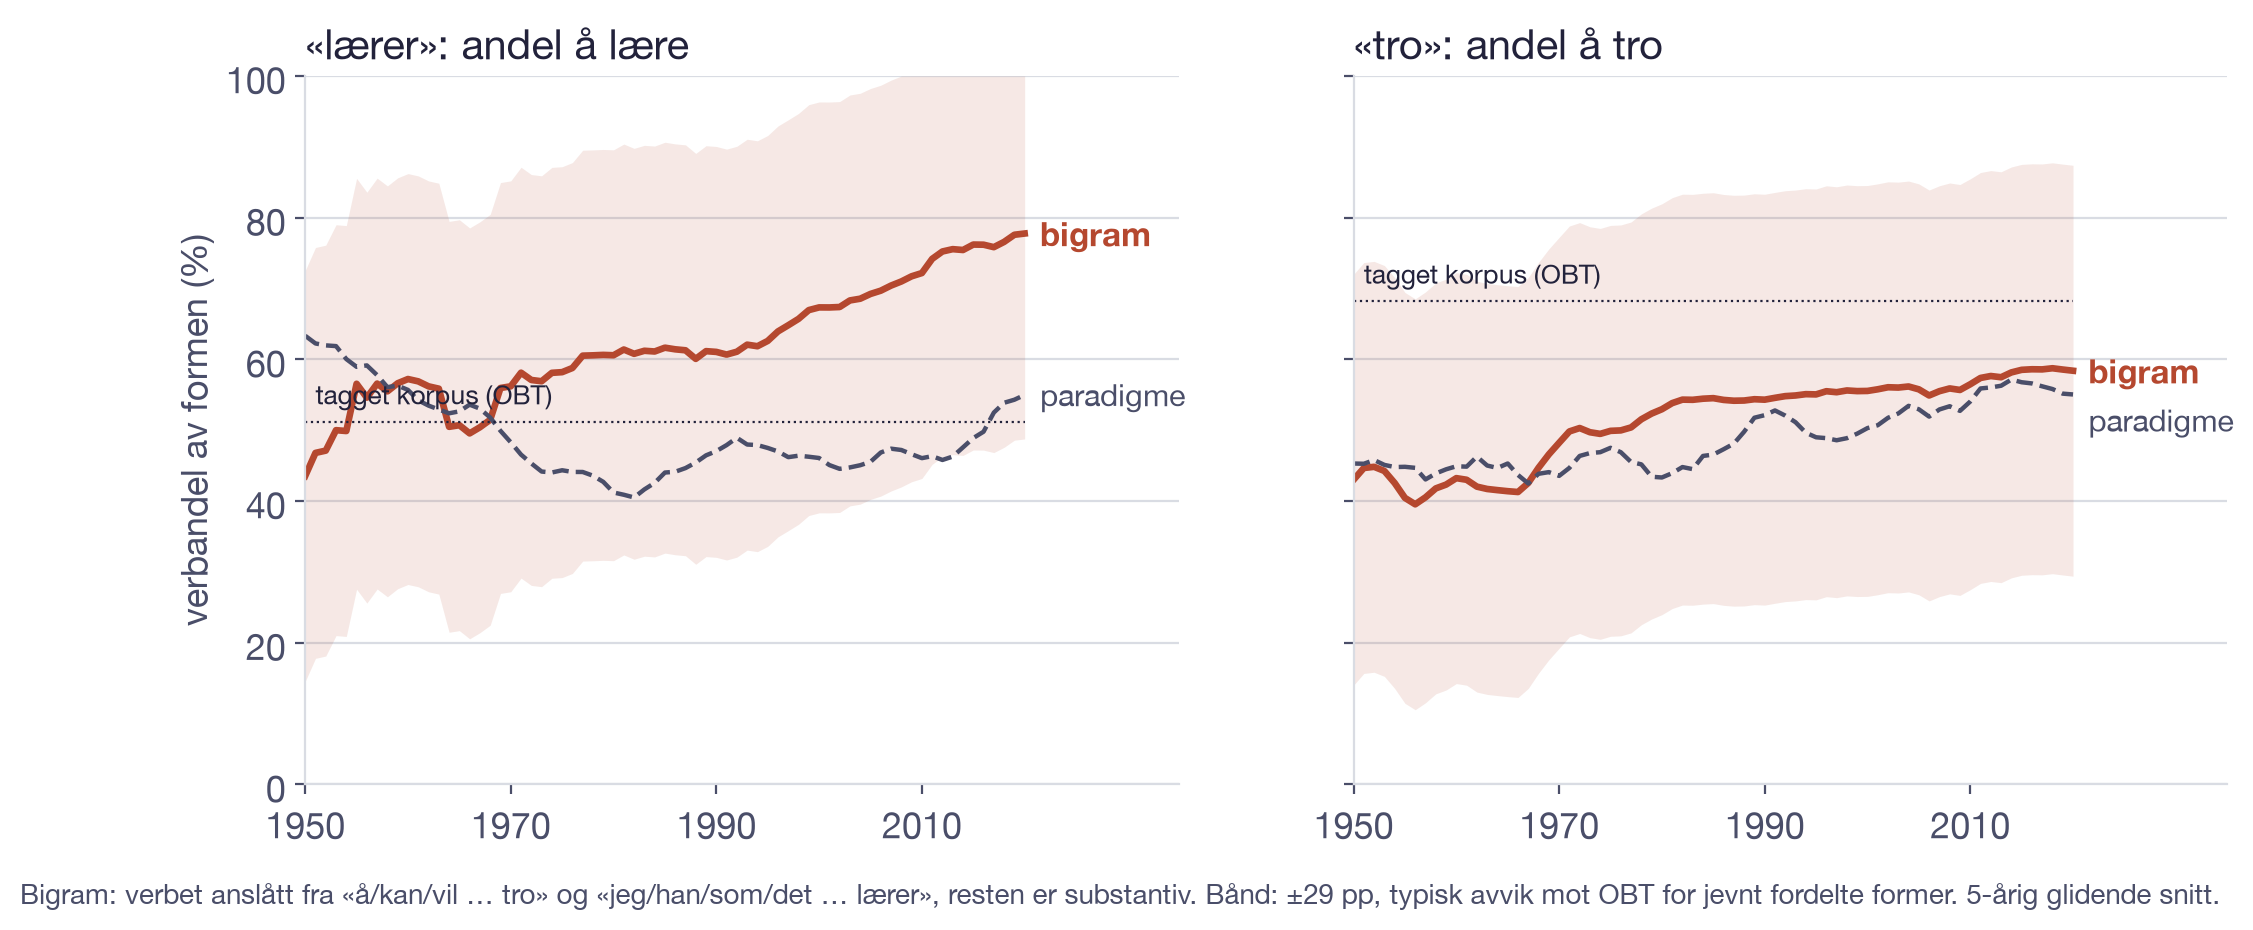 «lærer»: andel å lære
100
80
60
40
20
0
verbandel av formen (%)
bigram
tagget korpus (OBT)
paradigme
1950
1970
1990
2010
«tro»: andel å tro
tagget korpus (OBT)
bigram
paradigme
1950
1970
1990
2010
Bigram: verbet anslått fra «å/kan/vil … tro» og «jeg/han/som/det … lærer», resten er substantiv. Bånd: ±29 pp, typisk avvik mot OBT for jevnt fordelte former. 5-årig glidende snitt.